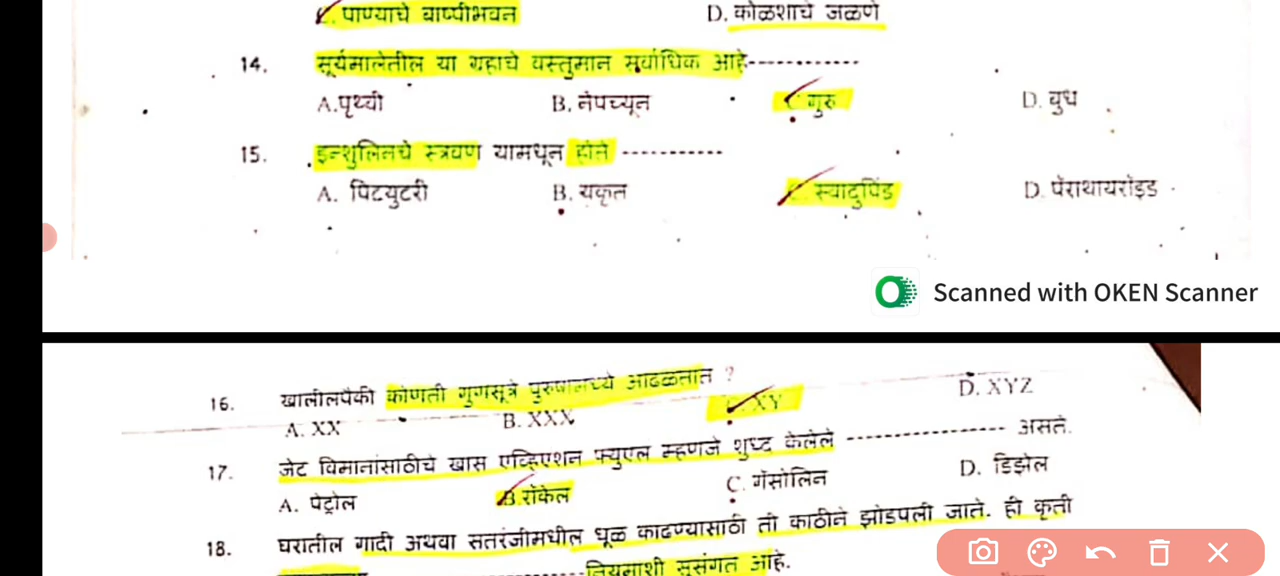 C. पाण्याचे बाष्पीभवन D. कोळशाचे जळणे
14. सूर्यमालेतील या ग्रहाचे वस्तुमान सर्वाधिक आहे-----------
A.पृथ्वी B. नेपच्यून C गुरु D. बुध
15. इन्शुलिनचे स्त्रवण यामधून होते -----------
A. पिटयुटरी B. यकृत C. स्वादुपिंड D. पॅराथायरॉइड
Scanned with OKEN Scanner
16. खालीलपैकी कोणती गुणसूत्रे पुरुषामध्ये आढळतात ?
A. XX B. XXX C. XY D. XYZ
17. जेट विमानांसाठीचे खास एव्हिएशन फ्युएल म्हणजे शुध्द केलेले ----------------- असते.
A. पेट्रोल B.रॉकेल C. गॅसोलिन D. डिझेल
18. घरातील गादी अथवा सतरंजीमधील धूळ काढण्यासाठी ती काठीने झोडपली जाते. ही कृती
-----------नियमाशी सुसंगत आहे.